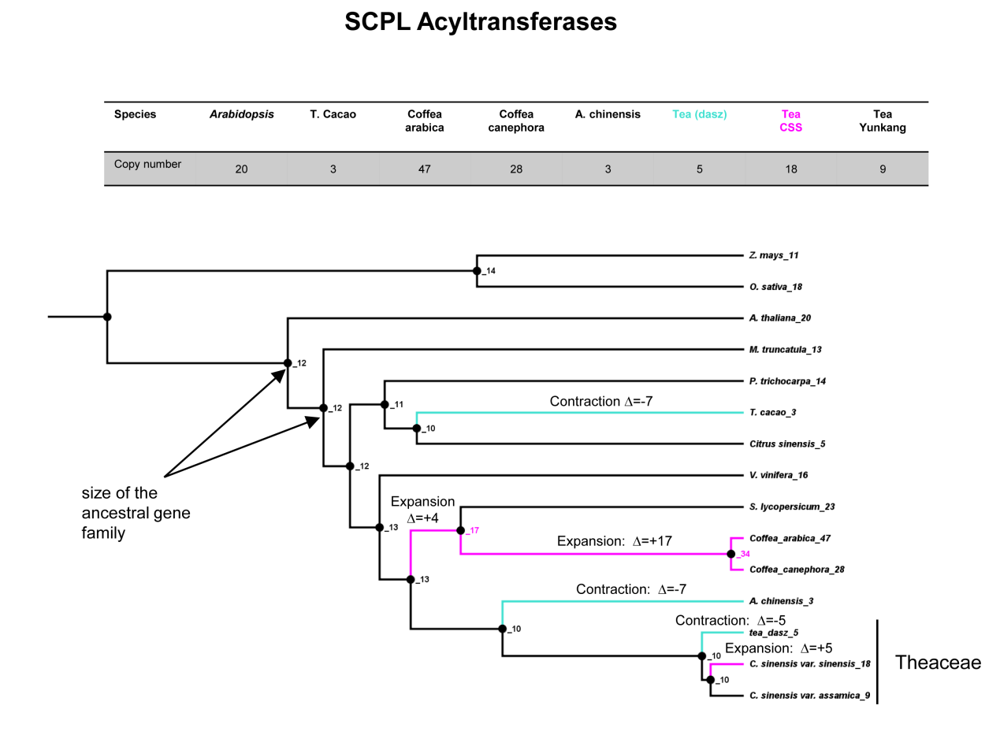 SCPL Acyltransferases
Species Arabidopsis T. Cacao Coffea arabica Coffea canephora A. chinensis Tea (dasz) Tea CSS Tea Yunkang
Copy number 20 3 47 28 3 5 18 9
Z. mays_11
_14
O. sativa_18
A. thaliana_20
M. truncatula_13
_12
P. trichocarpa_14
Contraction Δ=-7
_11
_12
T. cacao_3
_10
Citrus sinensis_5
_12
V. vinifera_16
size of the
ancestral gene
family
Expansion
Δ=+4
S. lycopersicum_23
_13
_17
Expansion: Δ=+17
Coffea_arabica_47
_34
Coffea_canephora_28
_13
Contraction: Δ=-7
A. chinensis_3
Contraction: Δ=-5
_10
tea_dasz_5
Expansion: Δ=+5
_10
C. sinensis var. sinensis_18
Theaceae
_10
C. sinensis var. assamica_9